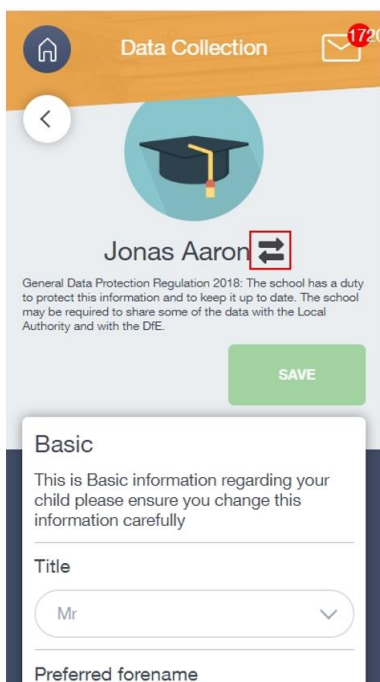 Data Collection
1720
Jonas Aaron
General Data Protection Regulation 2018: The school has a duty
to protect this information and to keep it up to date. The school
may be required to share some of the data with the Local
Authority and with the DfE.
SAVE
Basic
This is Basic information regarding your
child please ensure you change this
information carefully
Title
Mr
Preferred forename